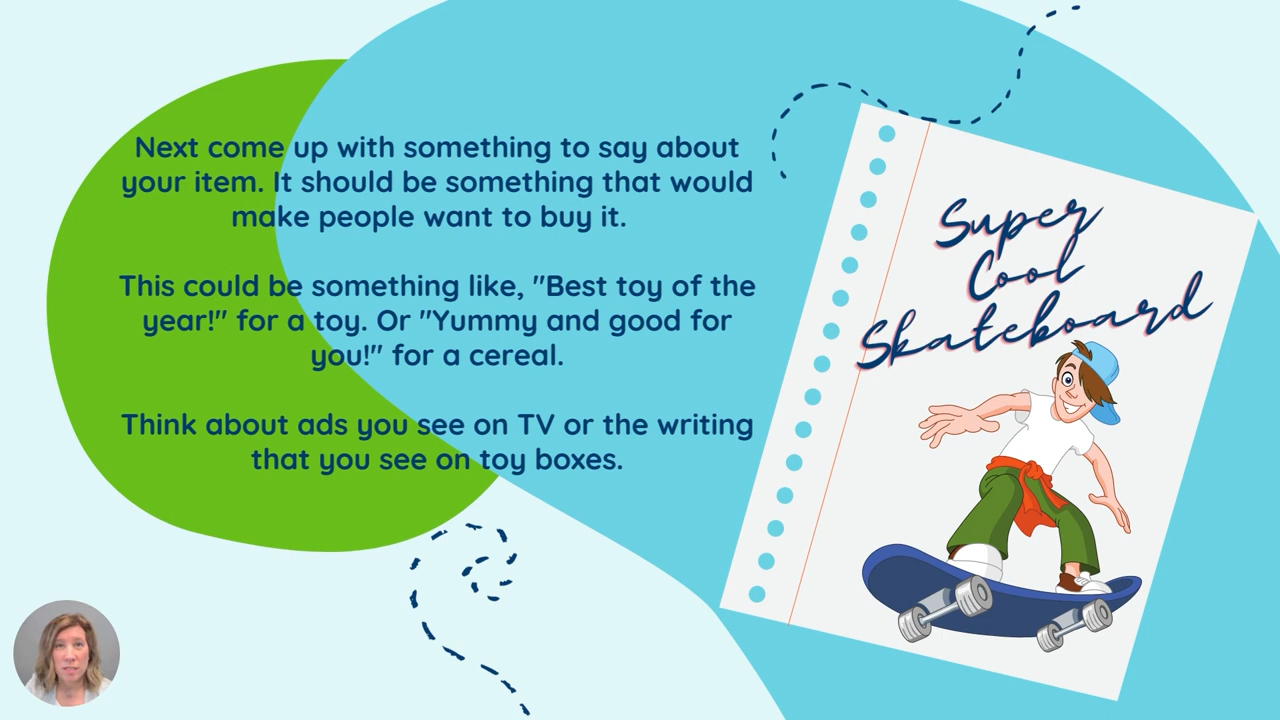 Next come up with something to say about
your item. It should be something that would
make people want to buy it.
This could be something like, "Best toy of the
year!" for a toy. Or "Yummy and good for
you!" for a cereal.
Think about ads you see on TV or the writing
that you see on toy boxes.
Super
Cool
Skateboard